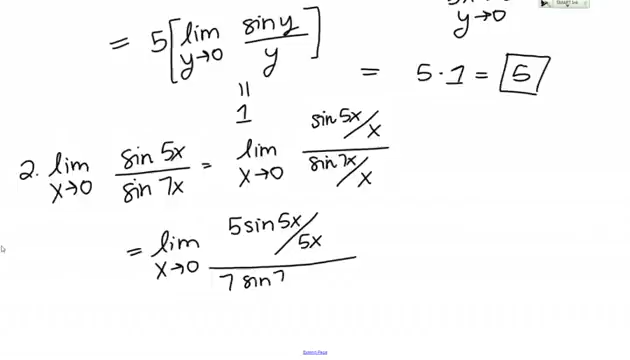 = 5 [ lim y→0 sin y / y ]
y→0
= 5 · 1 = 5
=
1
2. lim x→0 sin 5x / sin 7x = lim x→0 (sin 5x / x) / (sin 7x / x)
= lim x→0 (5 sin 5x / 5x) / (7 sin 7